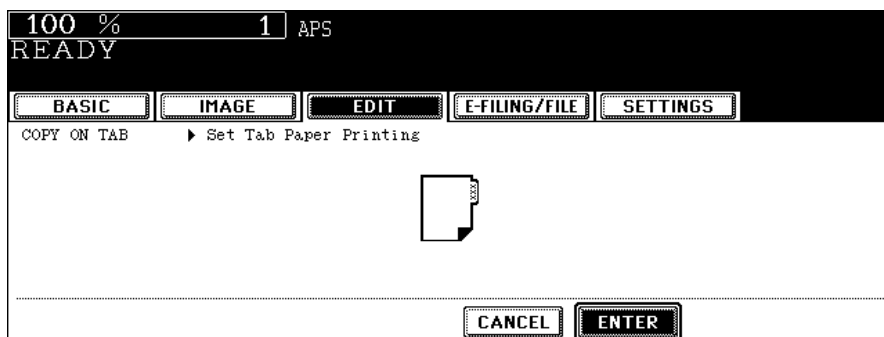 100 % 1 APS
READY
BASIC IMAGE EDIT E-FILING/FILE SETTINGS
COPY ON TAB Set Tab Paper Printing
XXX
CANCEL ENTER